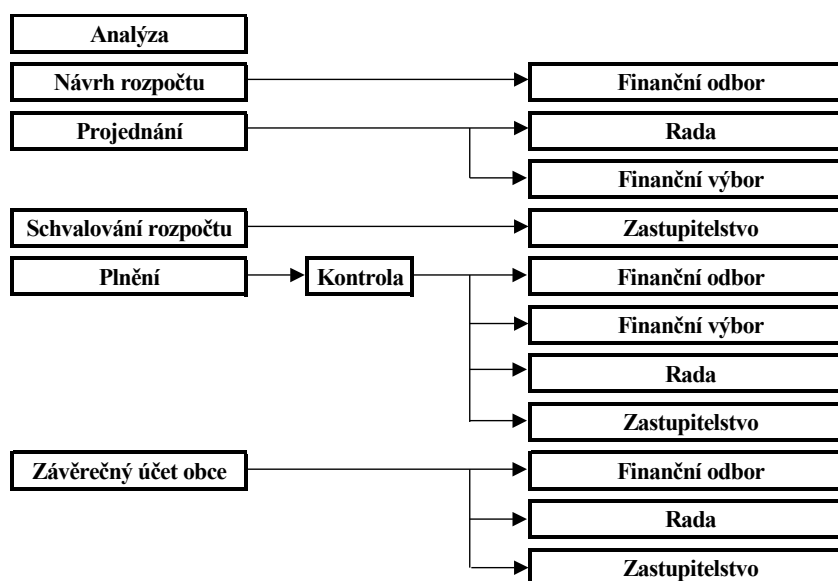 Analýza
Návrh rozpočtu
Finanční odbor
Projednání
Rada
Finanční výbor
Schvalování rozpočtu
Zastupitelstvo
Plnění
Kontrola
Finanční odbor
Finanční výbor
Rada
Zastupitelstvo
Závěrečný účet obce
Finanční odbor
Rada
Zastupitelstvo